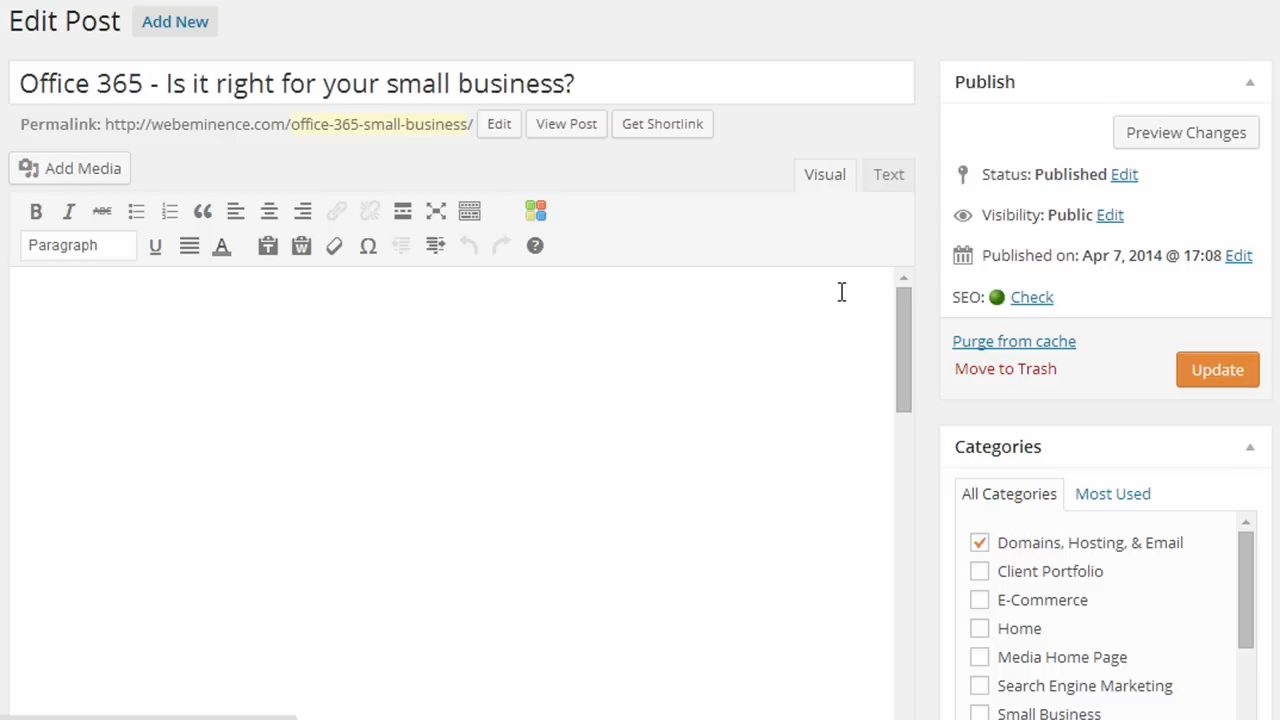 Edit Post Add New
Office 365 - Is it right for your small business?
Permalink: http://webeminence.com/office-365-small-business/ Edit View Post Get Shortlink
Add Media
Visual Text
B I ABC
Paragraph U A T W Ω ?
Publish
Preview Changes
Status: Published Edit
Visibility: Public Edit
Published on: Apr 7, 2014 @ 17:08 Edit
SEO: Check
Purge from cache
Move to Trash
Update
Categories
All Categories Most Used
Domains, Hosting, & Email
Client Portfolio
E-Commerce
Home
Media Home Page
Search Engine Marketing
Small Business